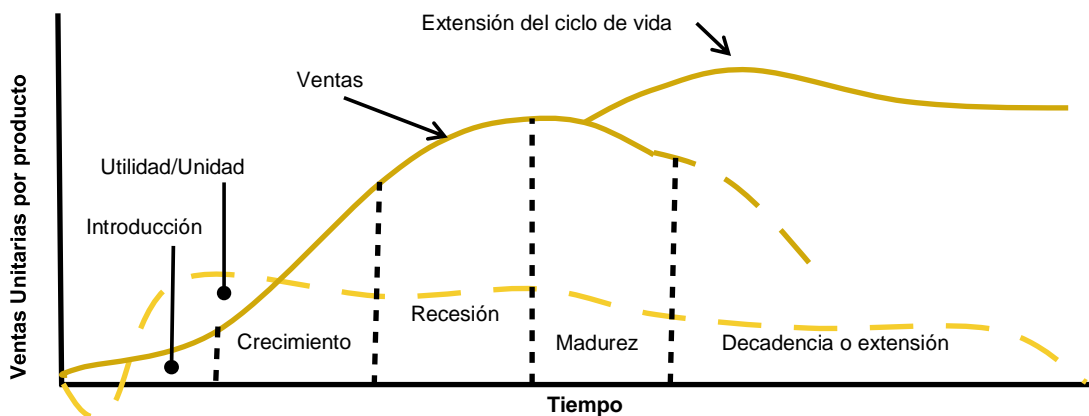 Extensión del ciclo de vida
Ventas
Utilidad/Unidad
Introducción
Ventas Unitarias por producto
Crecimiento
Recesión
Madurez
Decadencia o extensión
Tiempo